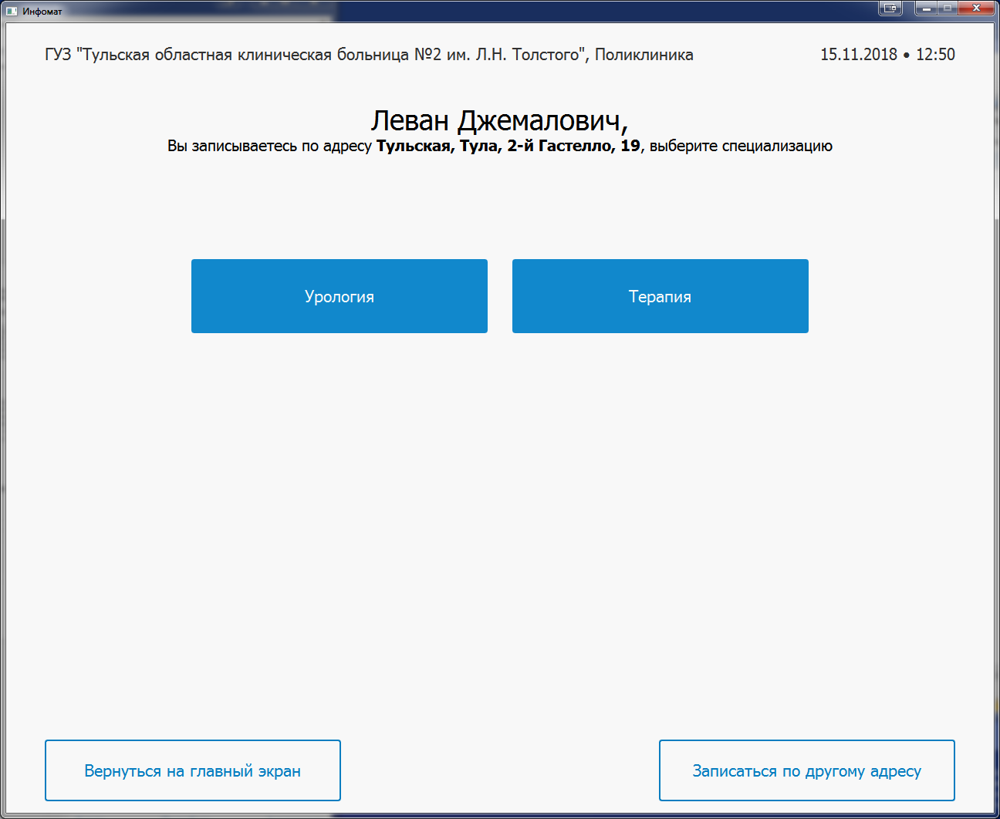 Инфомат
ГУЗ "Тульская областная клиническая больница №2 им. Л.Н. Толстого", Поликлиника
15.11.2018 • 12:50
Леван Джемалович,
Вы записываетесь по адресу Тульская, Тула, 2-й Гастелло, 19, выберите специализацию
Урология
Терапия
Вернуться на главный экран
Записаться по другому адресу